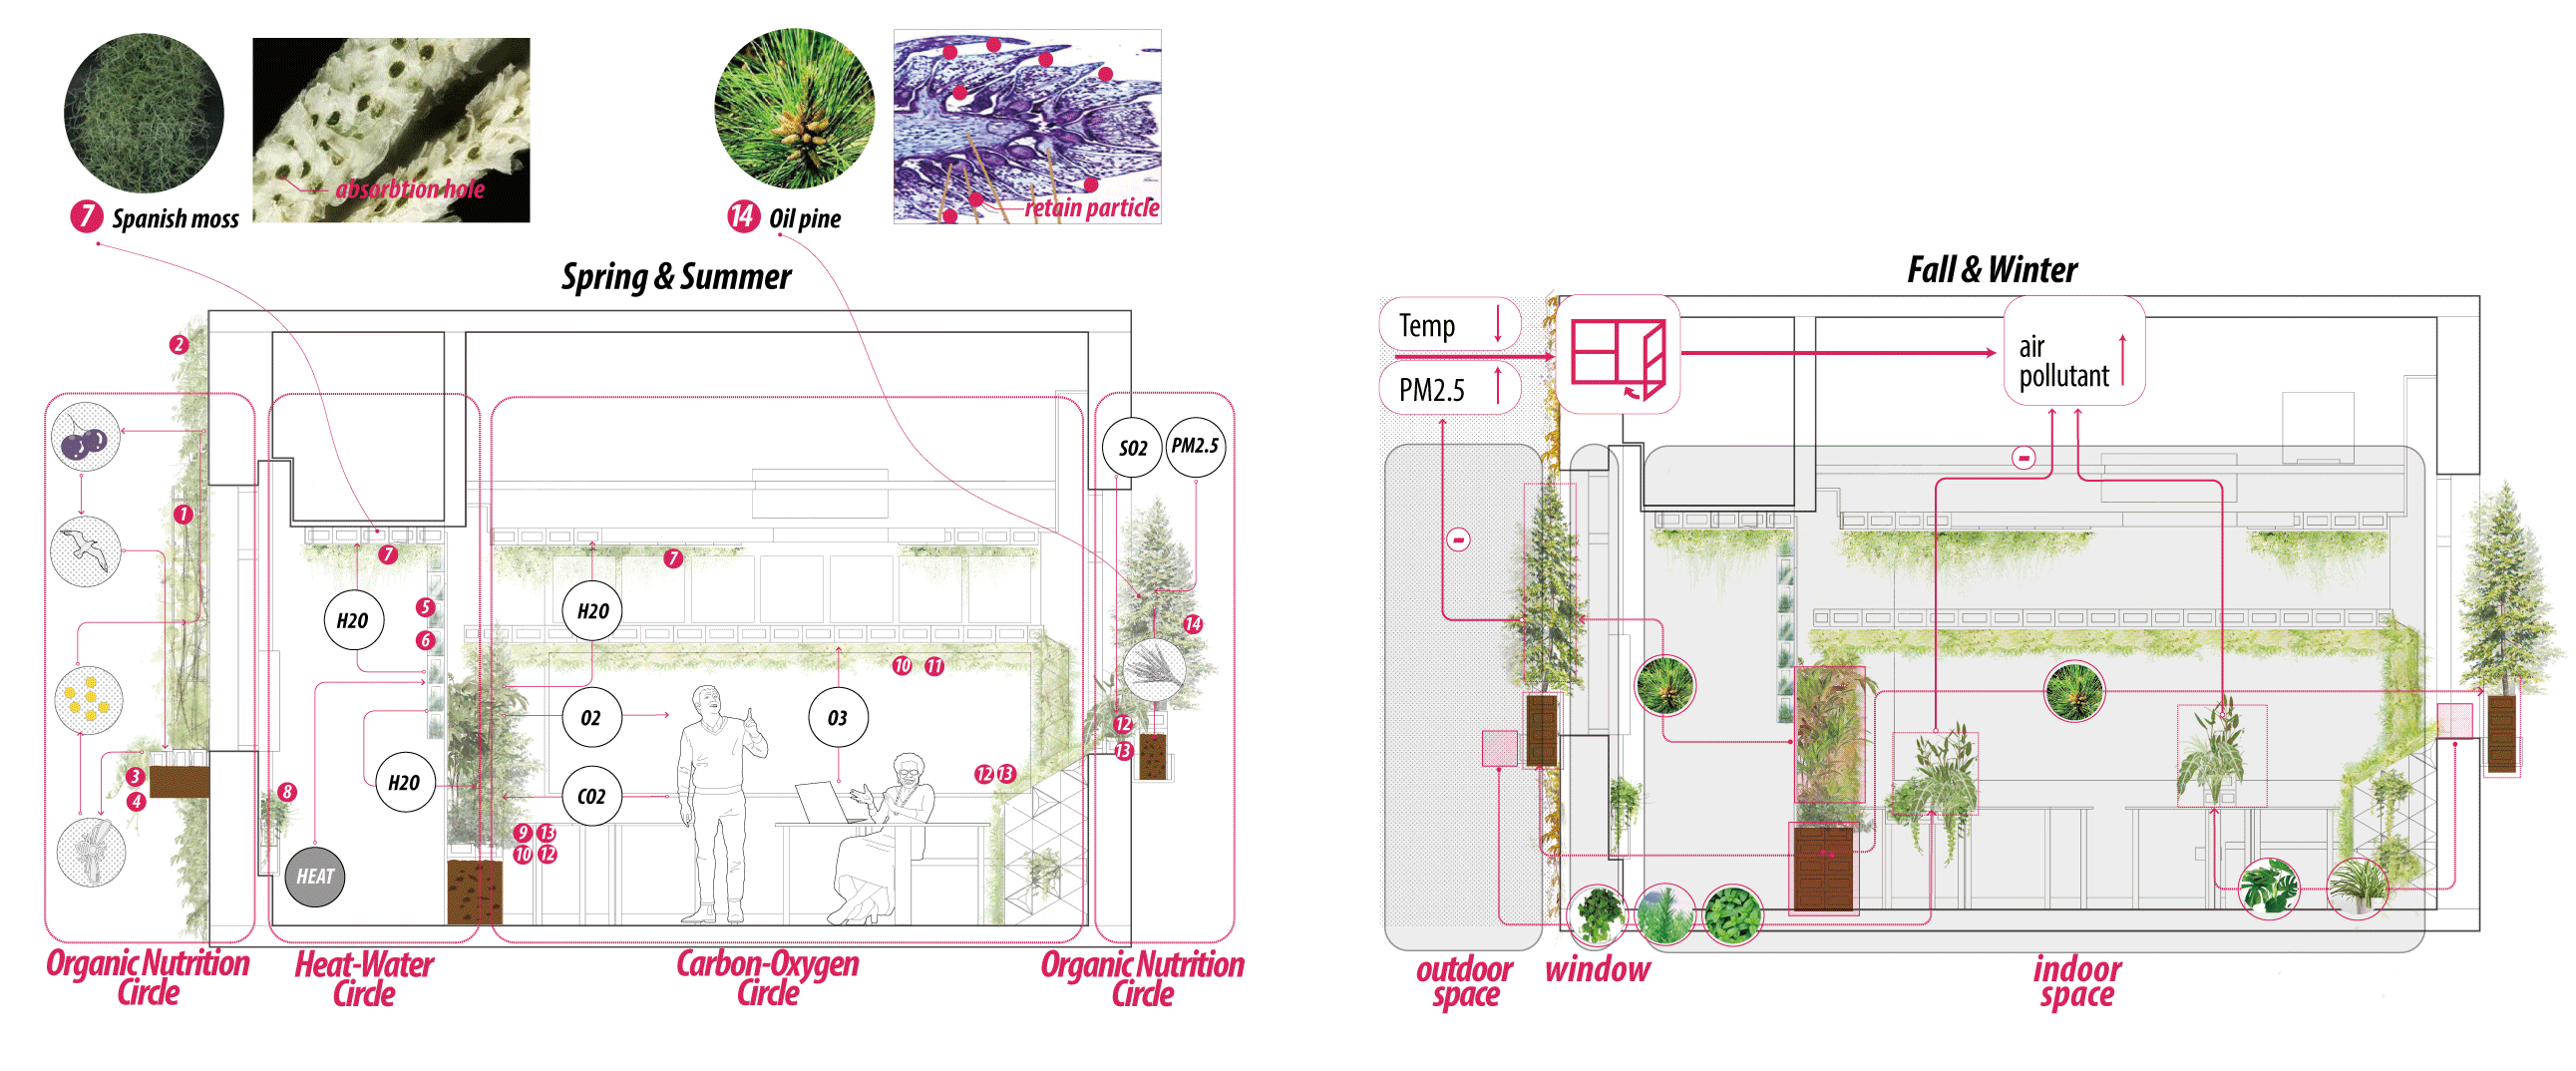 absorbtion hole
7 Spanish moss
14 Oil pine
retain particle
Spring & Summer
2
1
3
4
7
7
5
6
8
H2O
H2O
HEAT
H2O
O2
CO2
O3
10 11
9 13
10 12
12 13
SO2
PM2.5
14
12
13
Organic Nutrition
Circle
Heat-Water
Circle
Carbon-Oxygen
Circle
Organic Nutrition
Circle
Fall & Winter
Temp
PM2.5
air
pollutant
-
-
outdoor
space
window
indoor
space